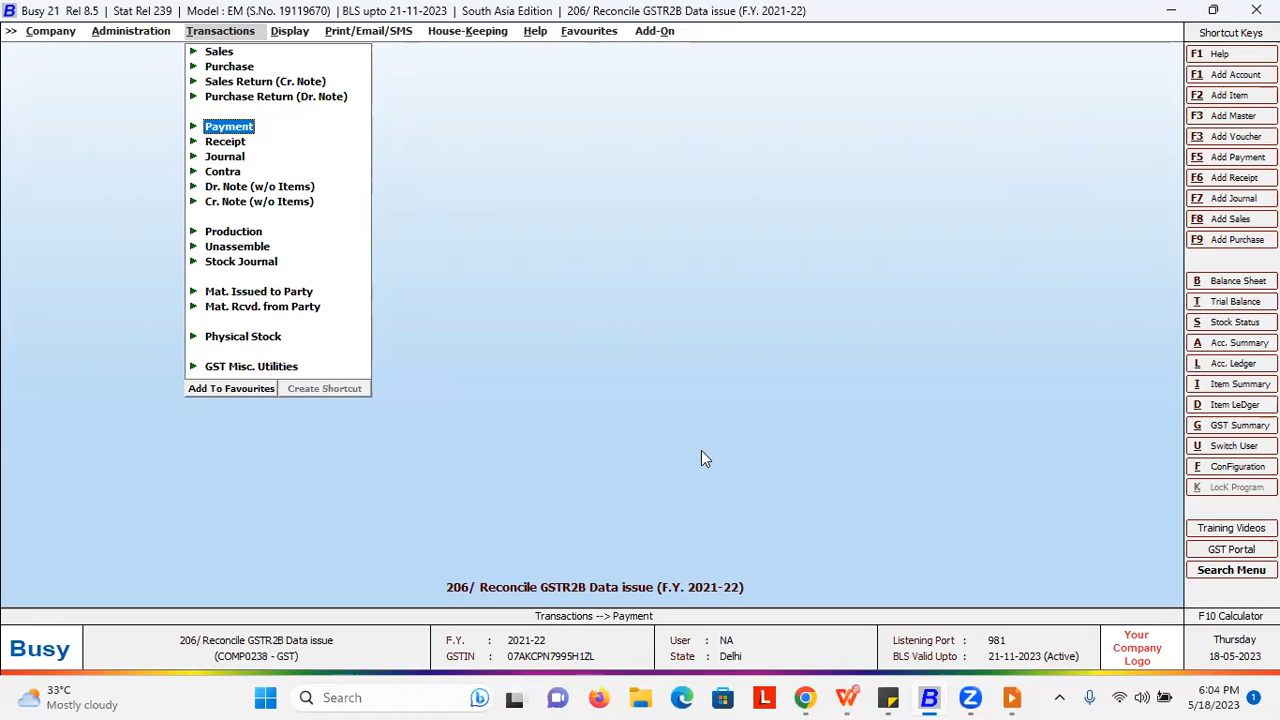 B Busy 21 Rel 8.5 | Stat Rel 239 | Model : EM (S.No. 19119670) | BLS upto 21-11-2023 | South Asia Edition | 206/ Reconcile GSTR2B Data issue (F.Y. 2021-22)
>> Company Administration Transactions Display Print/Email/SMS House-Keeping Help Favourites Add-On
Sales
Purchase
Sales Return (Cr. Note)
Purchase Return (Dr. Note)
Payment
Receipt
Journal
Contra
Dr. Note (w/o Items)
Cr. Note (w/o Items)
Production
Unassemble
Stock Journal
Mat. Issued to Party
Mat. Rcvd. from Party
Physical Stock
GST Misc. Utilities
Add To Favourites Create Shortcut
Shortcut Keys
F1 Help
F1 Add Account
F2 Add Item
F3 Add Master
F3 Add Voucher
F5 Add Payment
F6 Add Receipt
F7 Add Journal
F8 Add Sales
F9 Add Purchase
B Balance Sheet
T Trial Balance
S Stock Status
A Acc. Summary
L Acc. Ledger
I Item Summary
D Item LeDger
G GST Summary
U Switch User
F ConFiguration
K LocK Program
Training Videos
GST Portal
Search Menu
206/ Reconcile GSTR2B Data issue (F.Y. 2021-22)
Transactions --> Payment
F10 Calculator
Busy
206/ Reconcile GSTR2B Data issue
(COMP0238 - GST)
F.Y. : 2021-22
GSTIN : 07AKCPN7995H1ZL
User : NA
State : Delhi
Listening Port : 981
BLS Valid Upto : 21-11-2023 (Active)
Your
Company
Logo
Thursday
18-05-2023
33°C
Mostly cloudy
Search
6:04 PM
5/18/2023
1